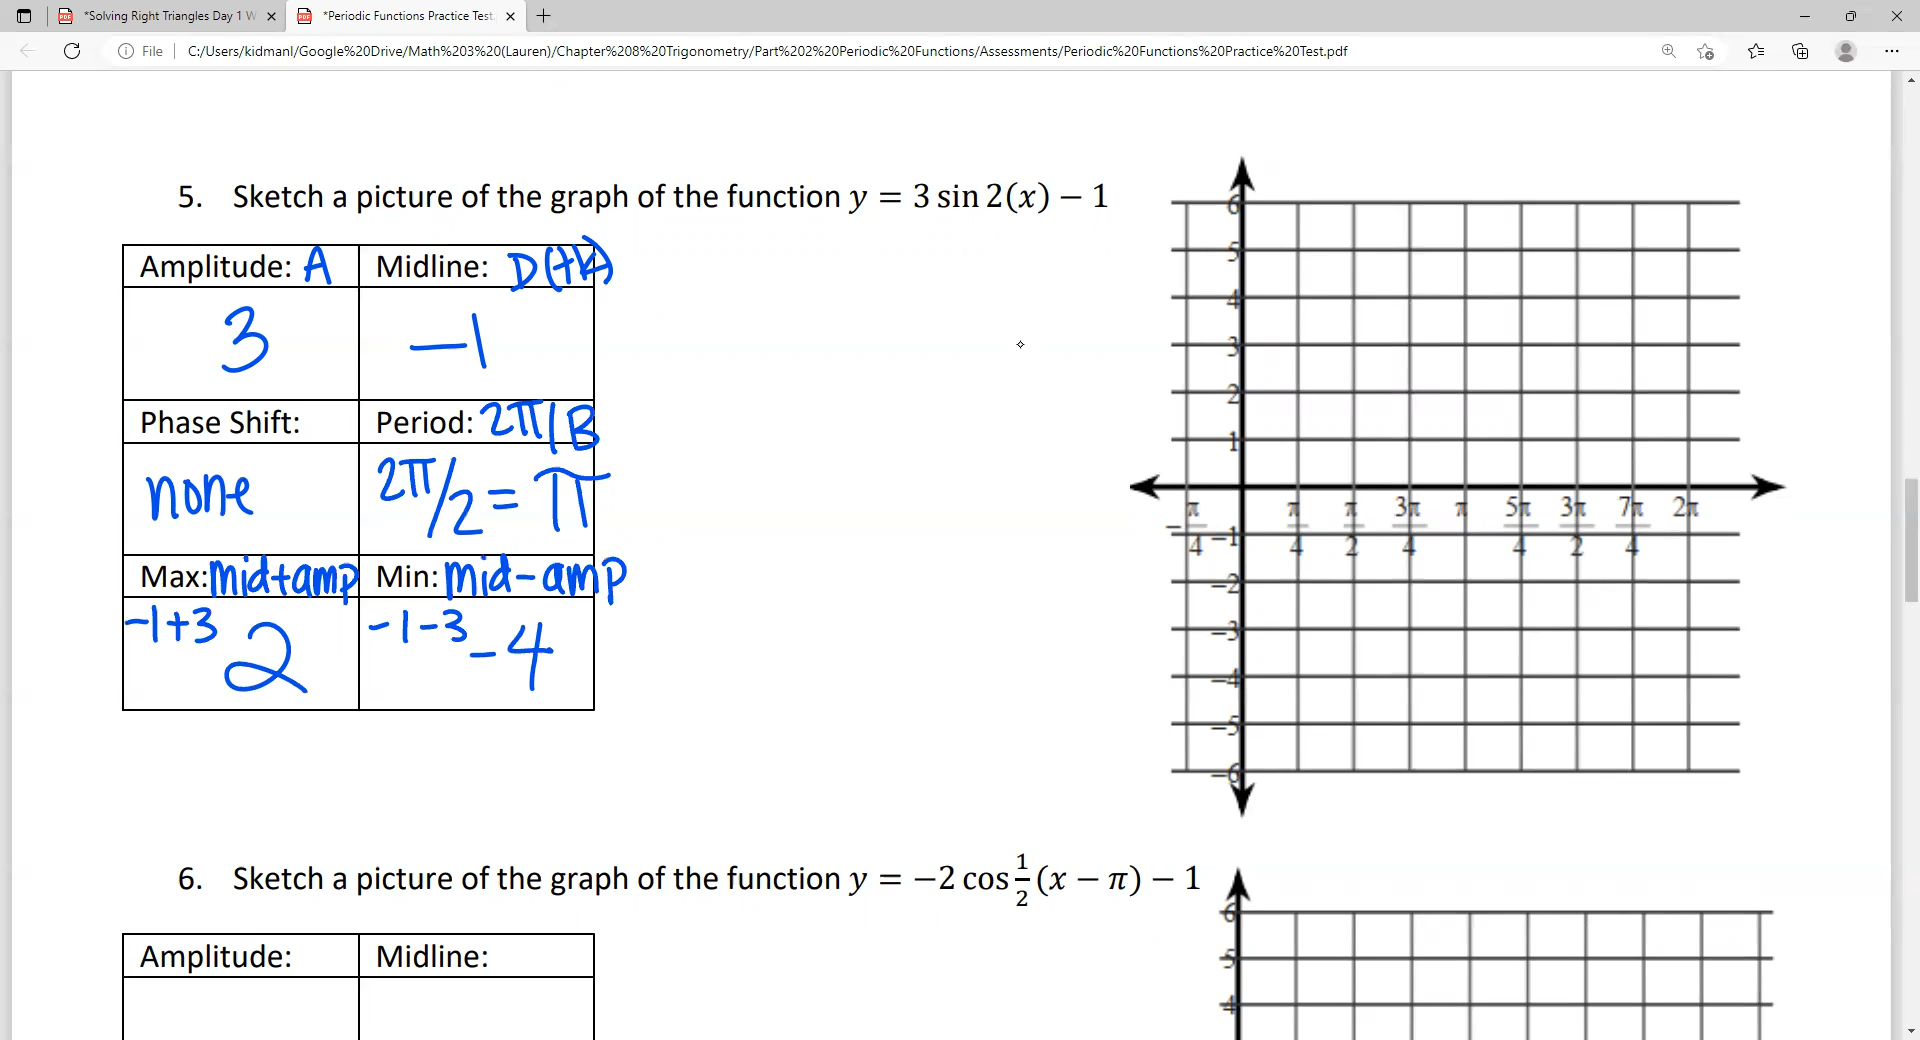 *Solving Right Triangles Day 1 W
*Periodic Functions Practice Test.
File
C:/Users/kidmanl/Google%20Drive/Math%203%20(Lauren)/Chapter%208%20Trigonometry/Part%202%20Periodic%20Functions/Assessments/Periodic%20Functions%20Practice%20Test.pdf
5. Sketch a picture of the graph of the function y = 3 sin 2(x) − 1
Amplitude: A Midline: D(+k)
3 −1
Phase Shift: Period: 2π/B
none 2π/2 = π
Max: mid+amp Min: mid-amp
-1+3 2 -1-3 -4
6
5
4
3
2
1
-π/4 π/4 π/2 3π/4 π 5π/4 3π/2 7π/4 2π
-1
-2
-3
-4
-5
-6
6. Sketch a picture of the graph of the function y = −2 cos 1/2 (x − π) − 1
Amplitude: Midline:
6
5
4